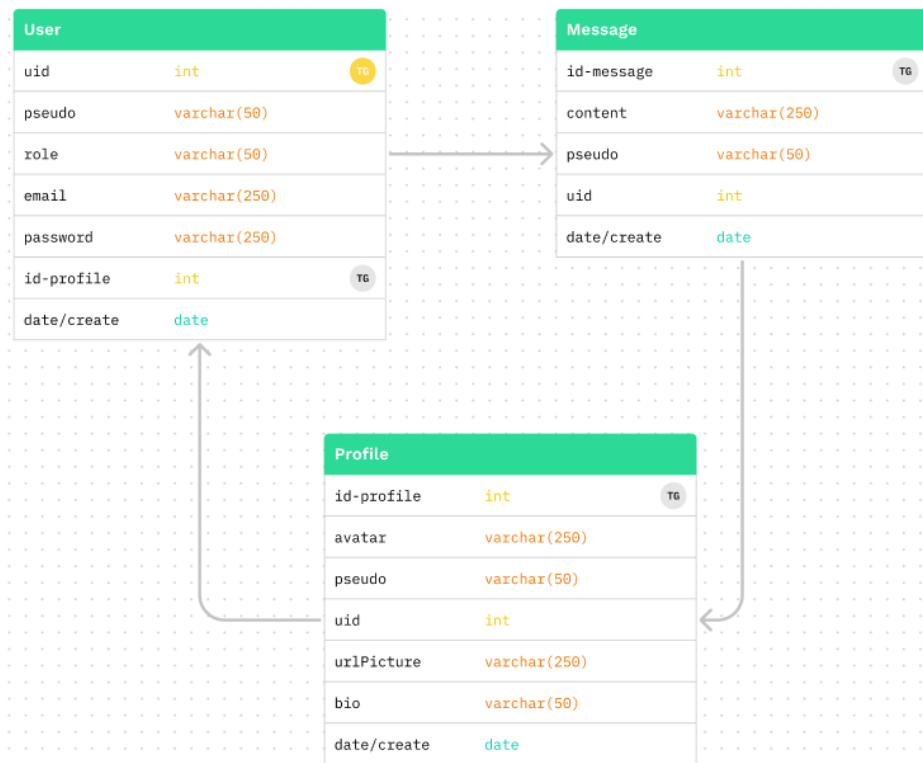 User
uid int TG
pseudo varchar(50)
role varchar(50)
email varchar(250)
password varchar(250)
id-profile int TG
date/create date
Message
id-message int TG
content varchar(250)
pseudo varchar(50)
uid int
date/create date
Profile
id-profile int TG
avatar varchar(250)
pseudo varchar(50)
uid int
urlPicture varchar(250)
bio varchar(50)
date/create date